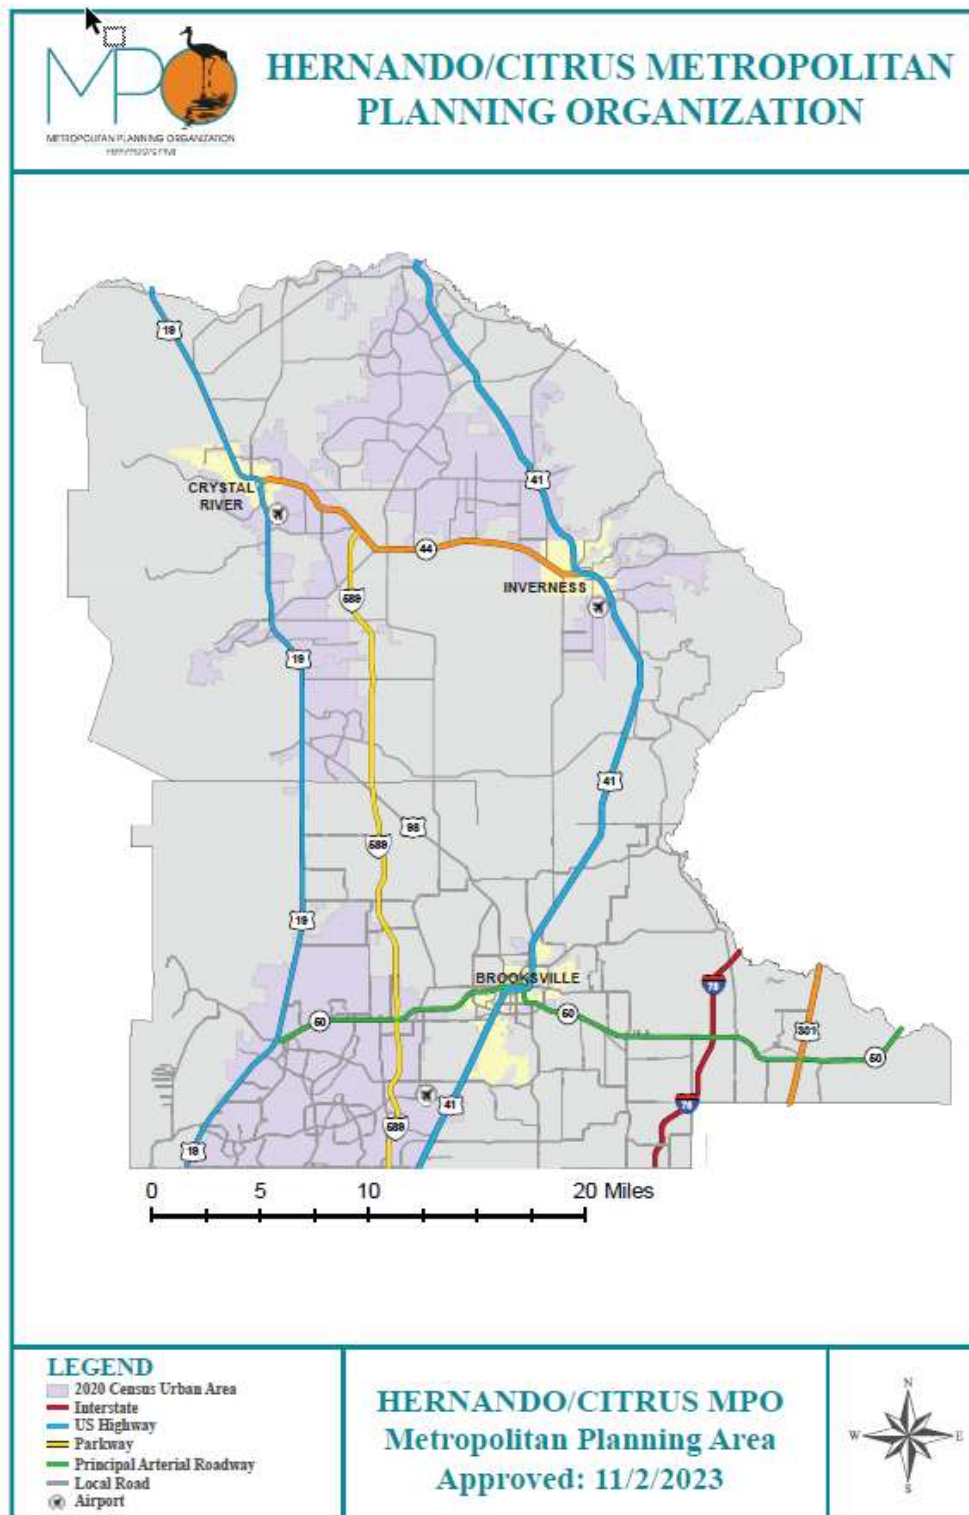 MPO
METROPOLITAN PLANNING ORGANIZATION
HERNANDO/CITRUS METROPOLITAN
PLANNING ORGANIZATION
19
41
CRYSTAL
RIVER
44
INVERNESS
589
19
41
98
589
19
BROOKSVILLE
75
50
50
301
50
75
41
589
19
0 5 10 20 Miles
LEGEND
2020 Census Urban Area
Interstate
US Highway
Parkway
Principal Arterial Roadway
Local Road
Airport
HERNANDO/CITRUS MPO
Metropolitan Planning Area
Approved: 11/2/2023
N
W E
S